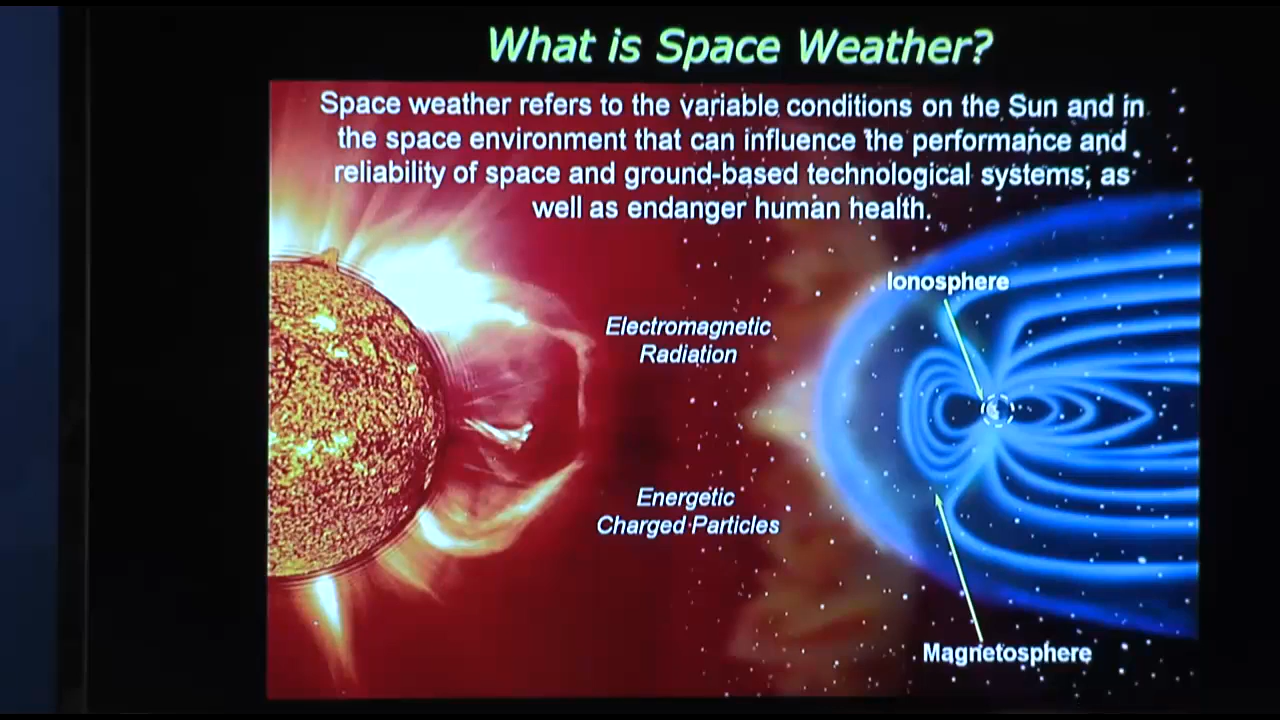 What is Space Weather?
Space weather refers to the variable conditions on the Sun and in
the space environment that can influence the performance and
reliability of space and ground-based technological systems, as
well as endanger human health.
Ionosphere
Electromagnetic
Radiation
Energetic
Charged Particles
Magnetosphere